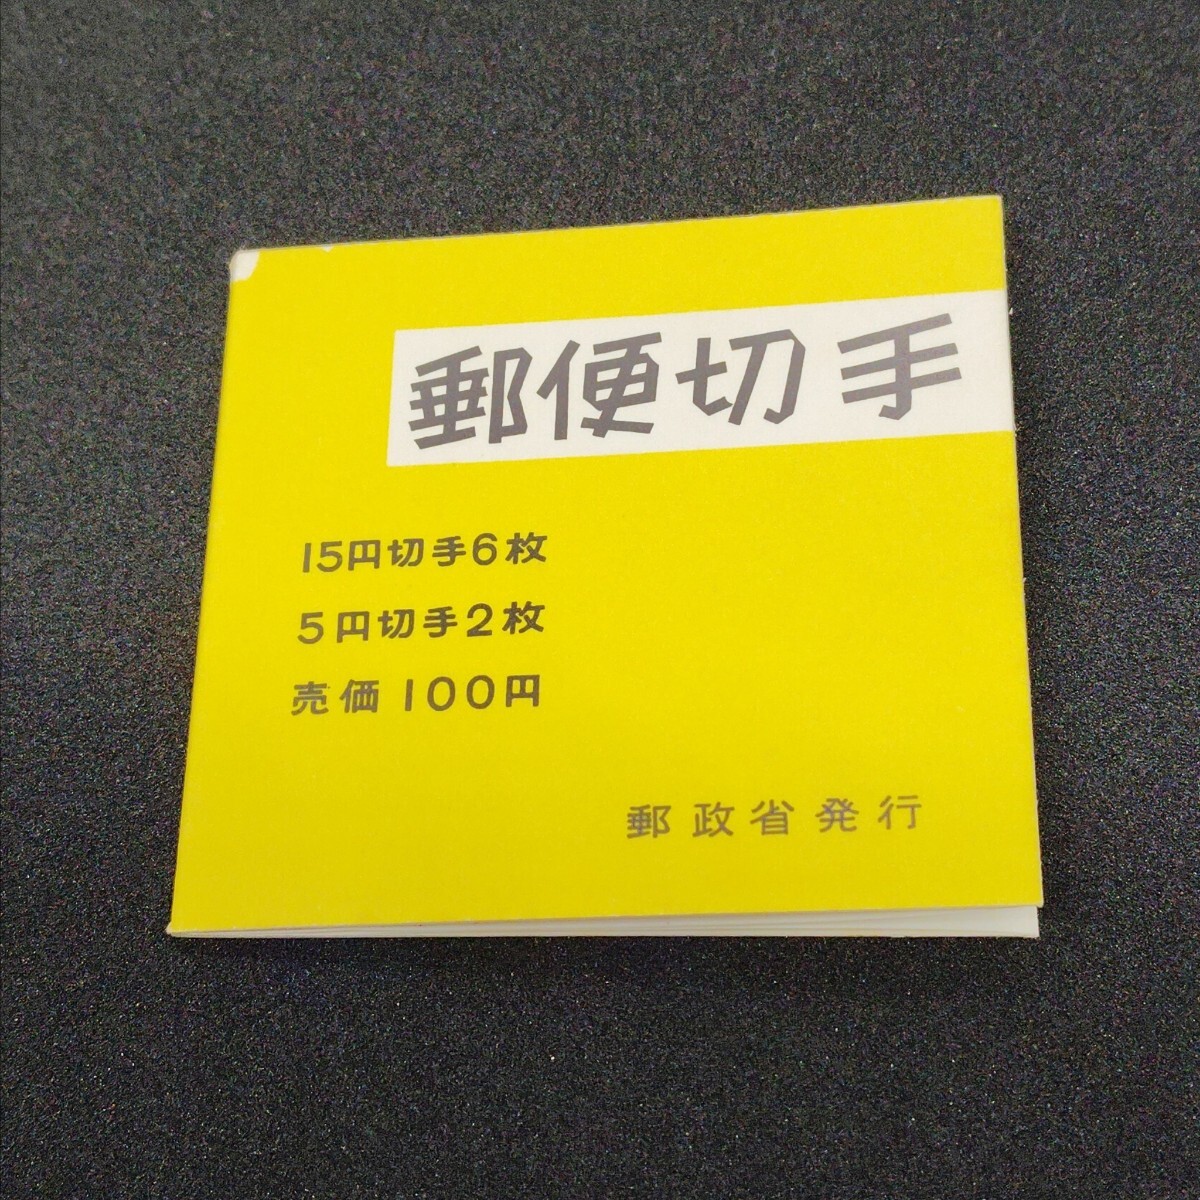 郵便切手
15円切手6枚
5円切手2枚
売価100円
郵政省発行